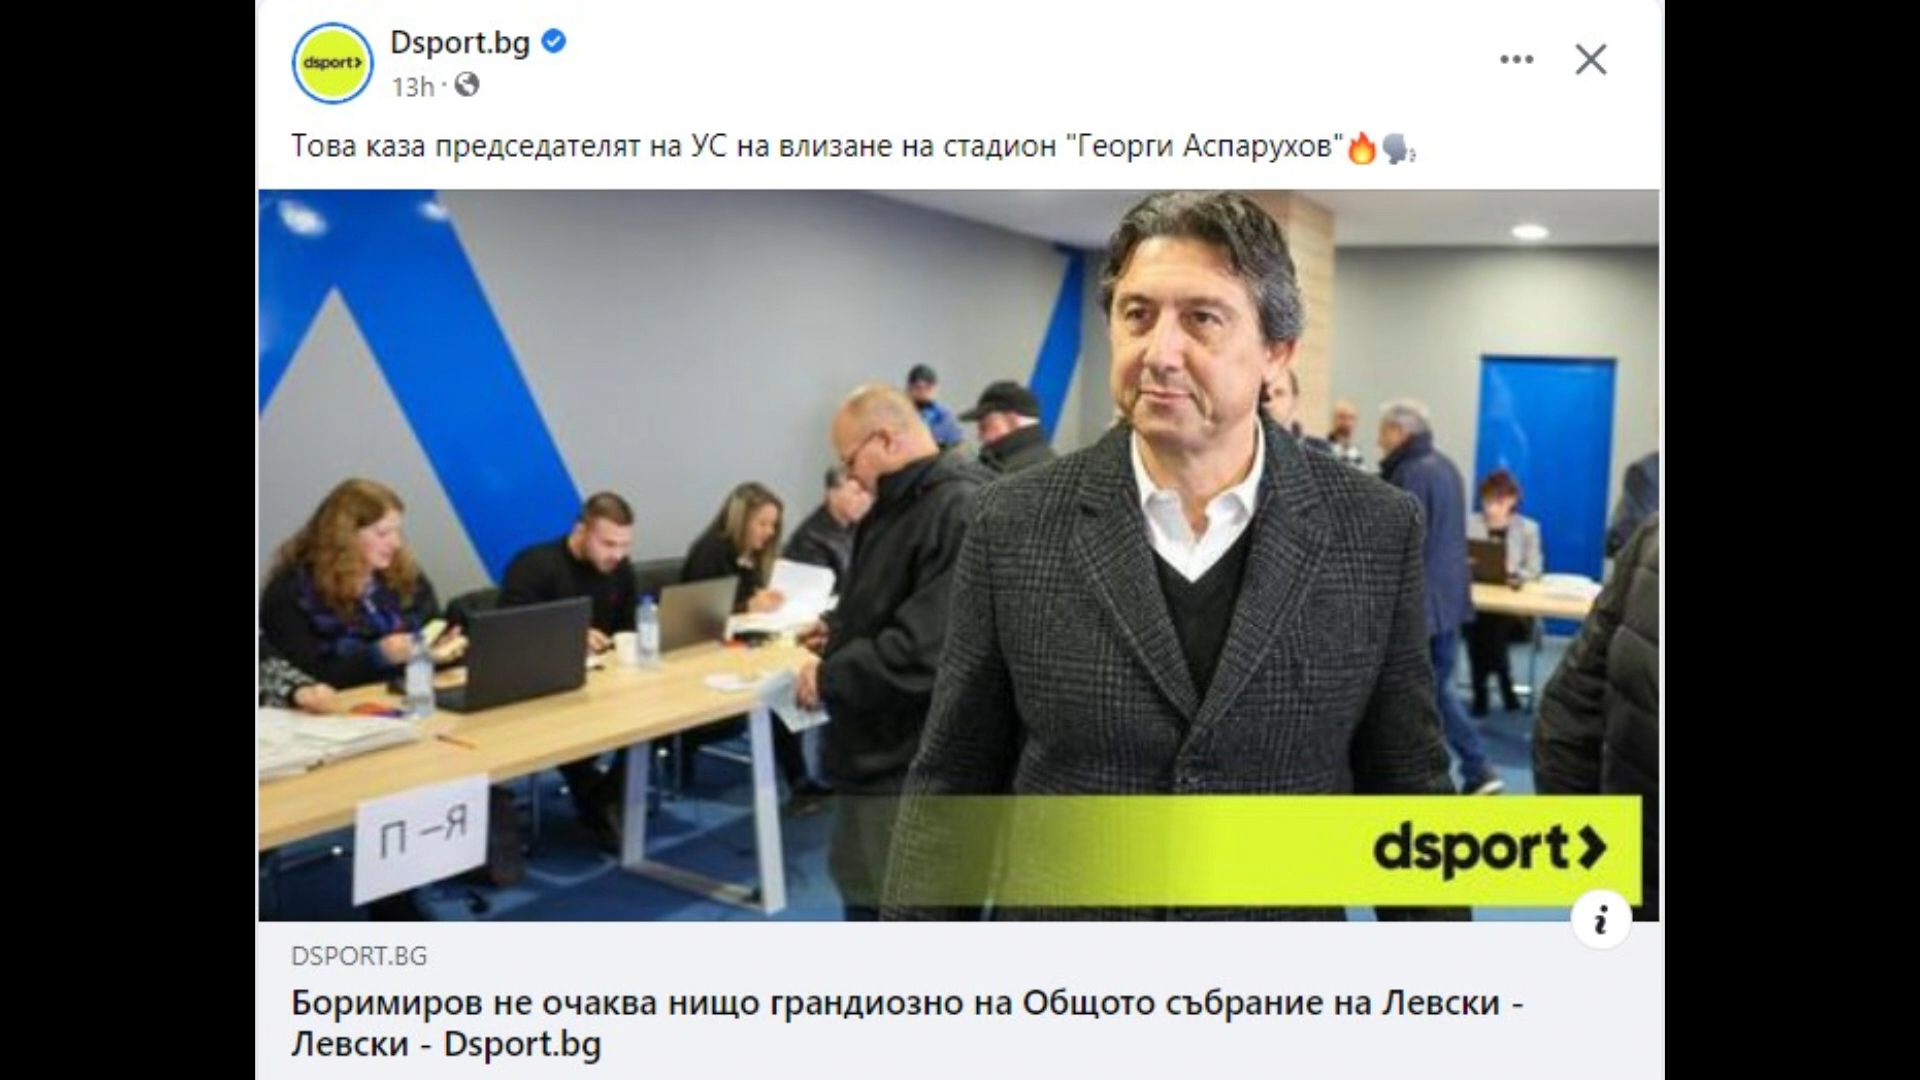 dsport>
Dsport.bg
13h ·
Това каза председателят на УС на влизане на стадион "Георги Аспарухов"🔥🗣
П – Я
dsport>
DSPORT.BG
Боримиров не очаква нищо грандиозно на Общото събрание на Левски -
Левски - Dsport.bg